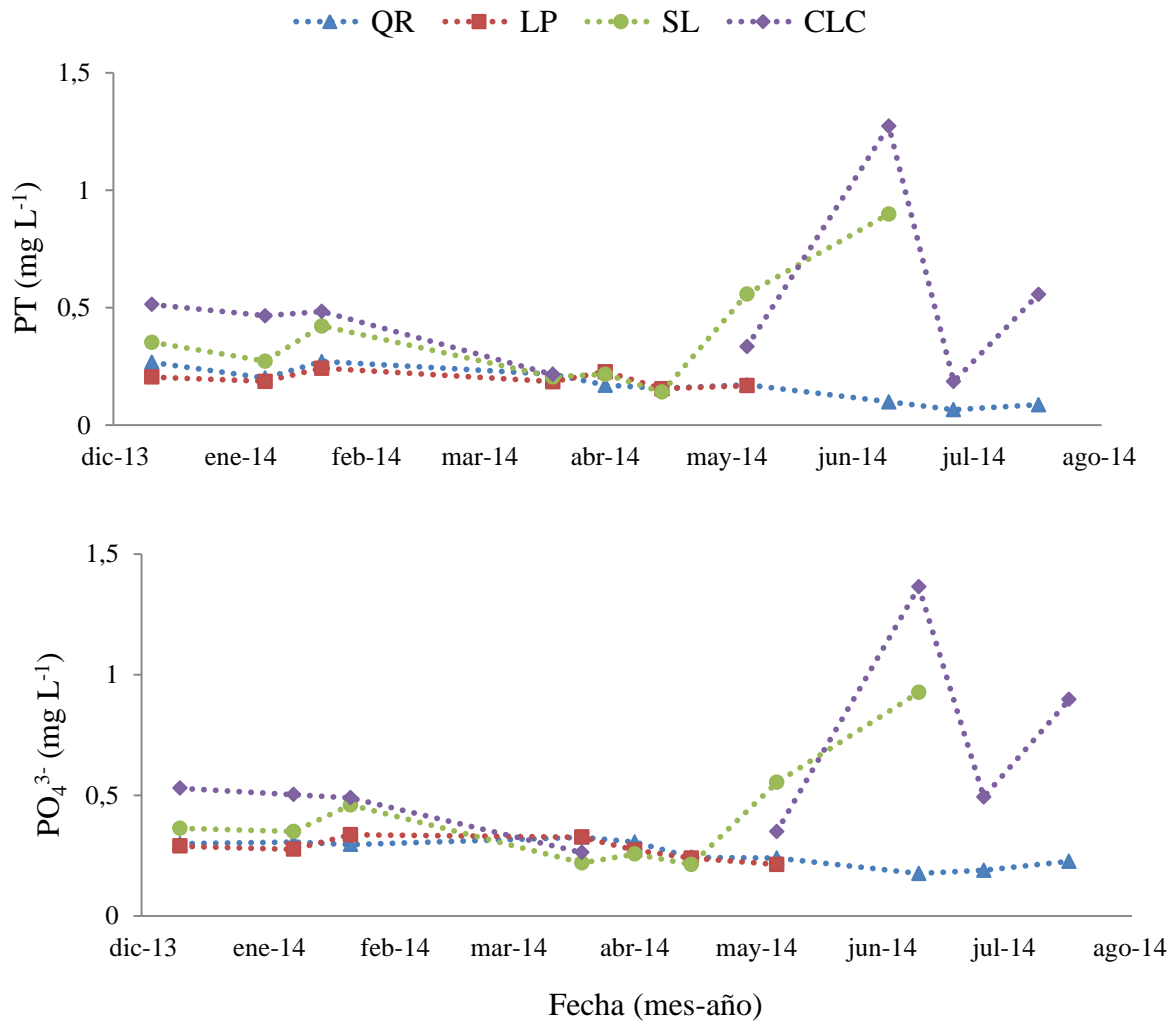 QR LP SL CLC
1,5
1
0,5
0
PT (mg L-1)
dic-13 ene-14 feb-14 mar-14 abr-14 may-14 jun-14 jul-14 ago-14
1,5
1
0,5
0
PO4 3- (mg L-1)
dic-13 ene-14 feb-14 mar-14 abr-14 may-14 jun-14 jul-14 ago-14
Fecha (mes-año)